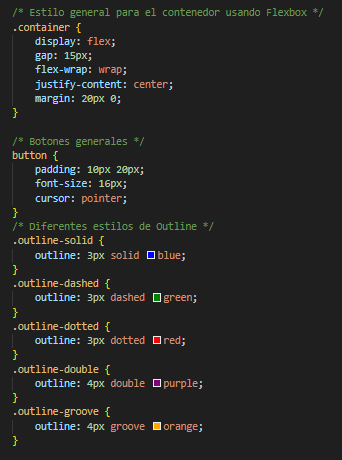 /* Estilo general para el contenedor usando Flexbox */
.container {
    display: flex;
    gap: 15px;
    flex-wrap: wrap;
    justify-content: center;
    margin: 20px 0;
}

/* Botones generales */
button {
    padding: 10px 20px;
    font-size: 16px;
    cursor: pointer;
}
/* Diferentes estilos de Outline */
.outline-solid {
    outline: 3px solid blue;
}
.outline-dashed {
    outline: 3px dashed green;
}
.outline-dotted {
    outline: 3px dotted red;
}
.outline-double {
    outline: 4px double purple;
}
.outline-groove {
    outline: 4px groove orange;
}